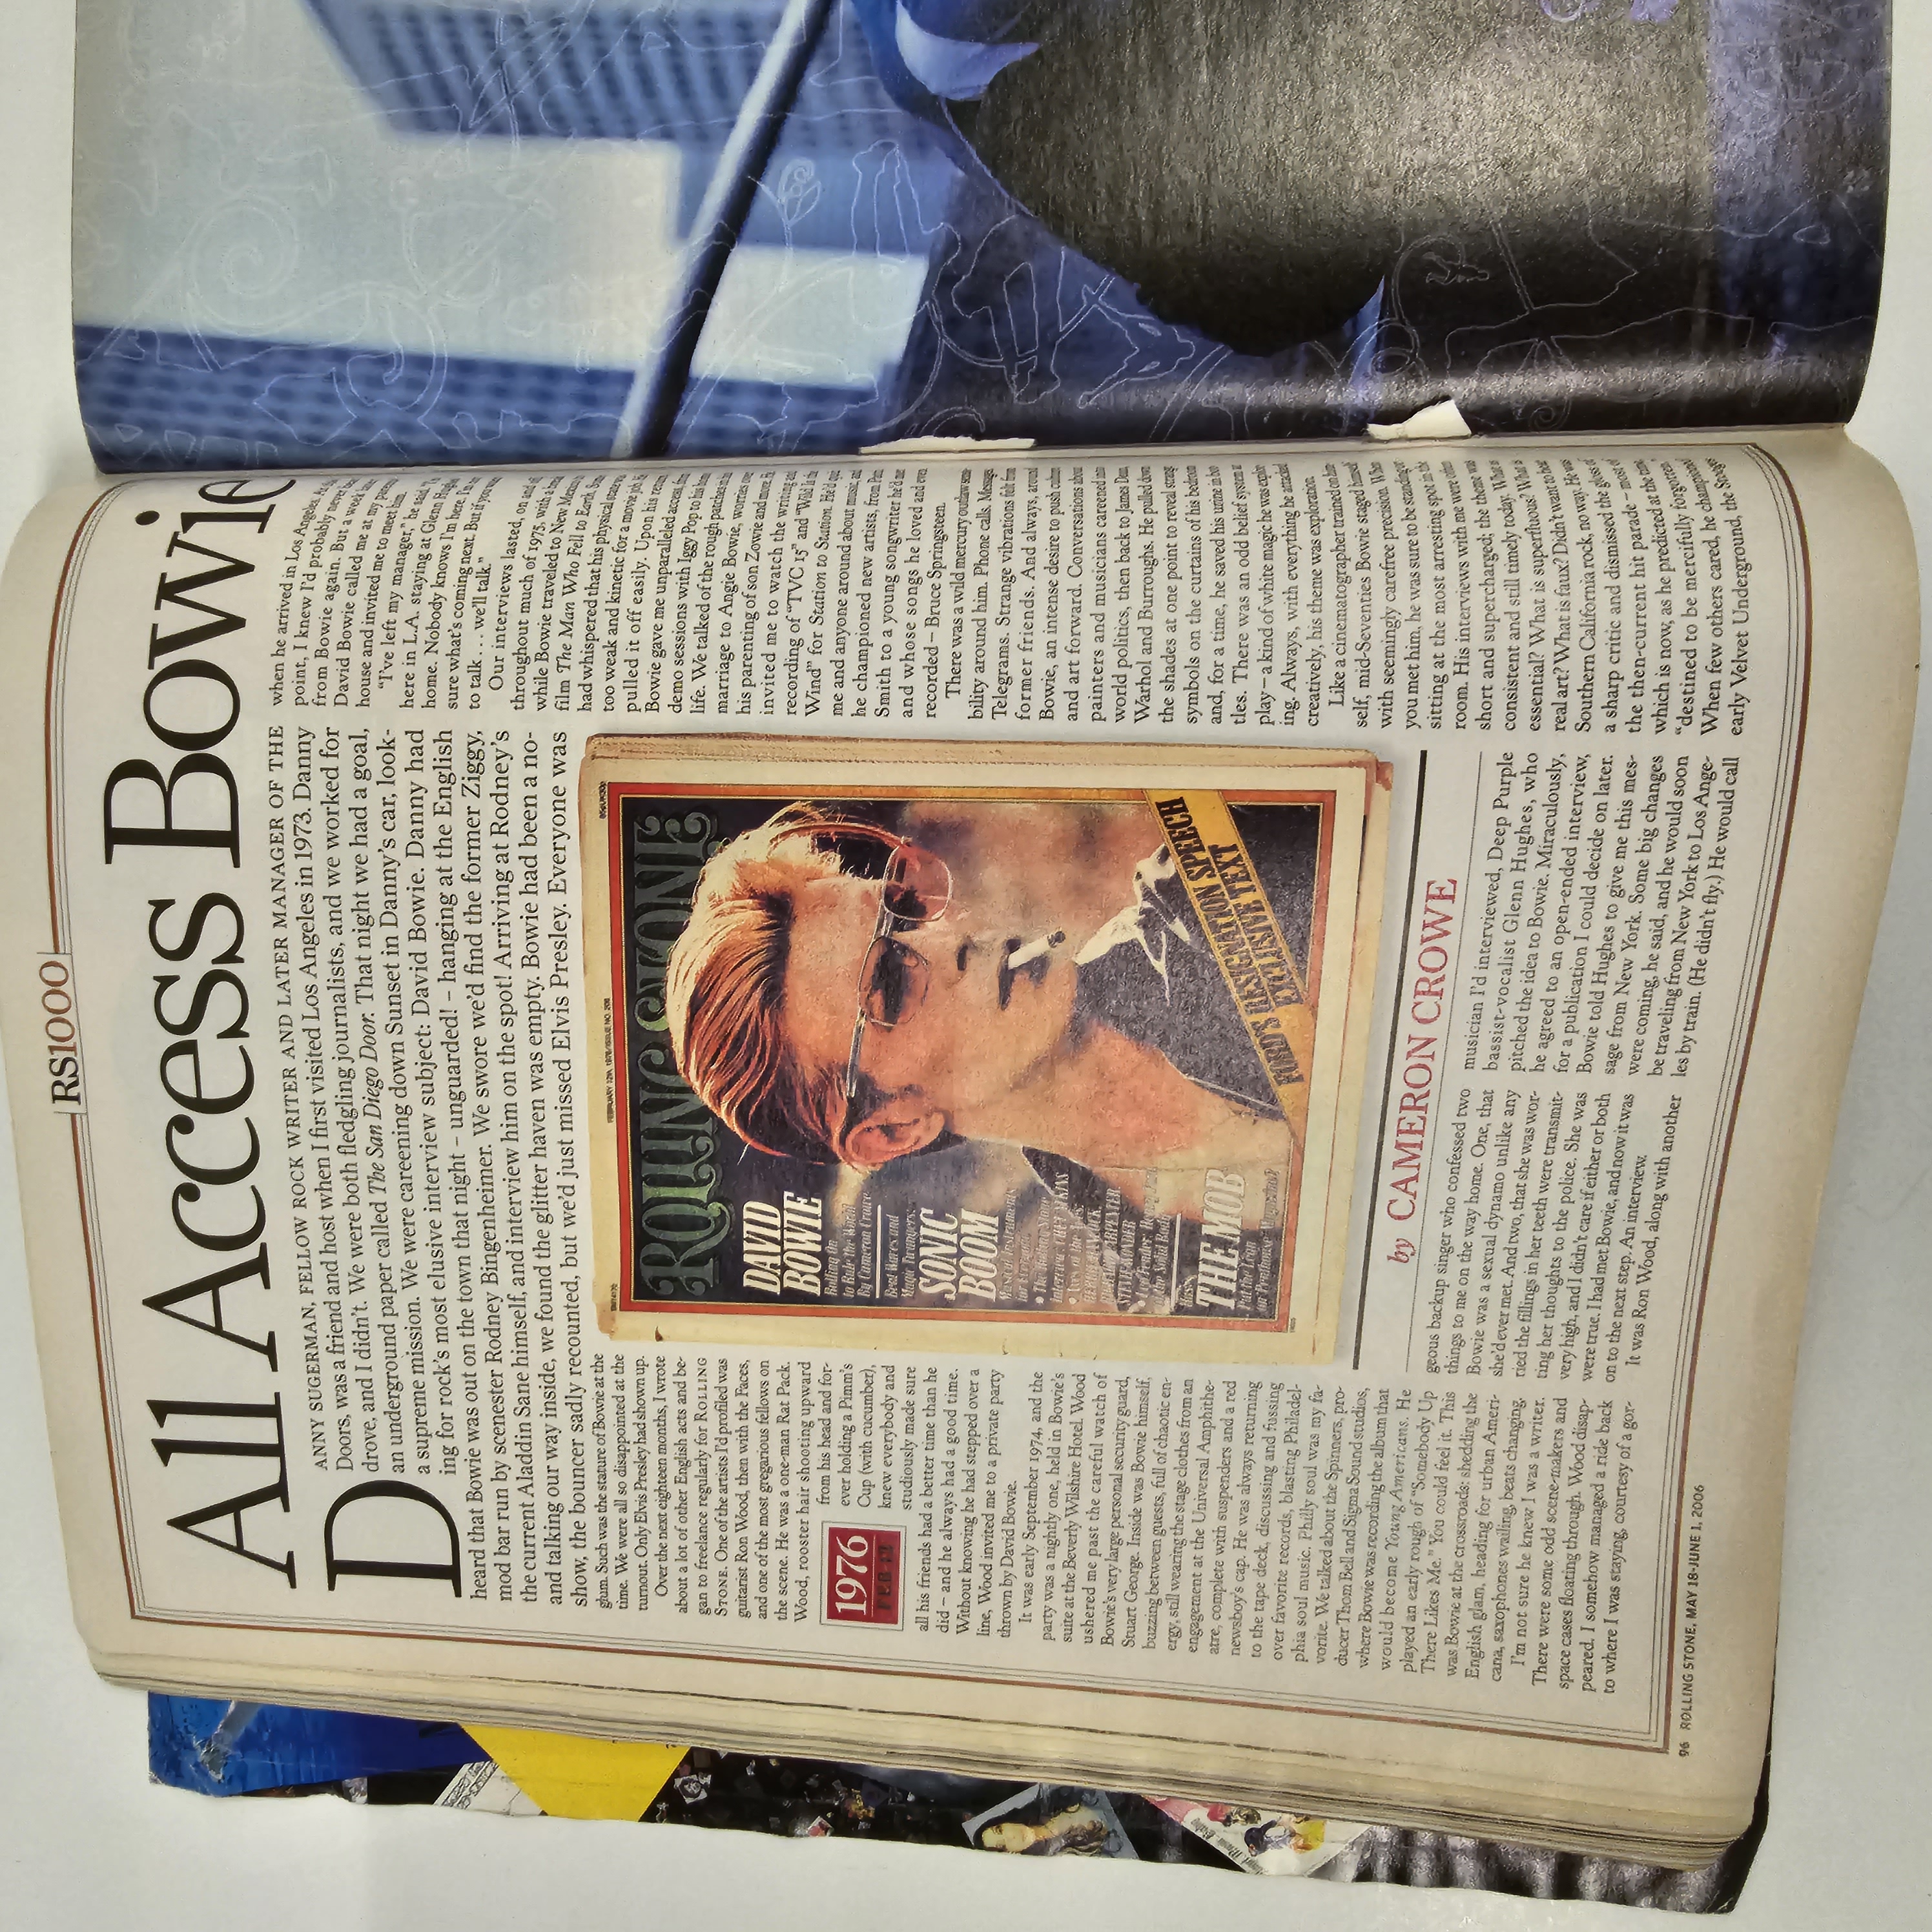 RS1000
All Access Bowie
DANNY SUGERMAN, FELLOW ROCK WRITER AND LATER MANAGER OF THE
Doors, was a friend and host when I first visited Los Angeles in 1973. Danny
drove, and I didn't. We were both fledgling journalists, and we worked for
an underground paper called The San Diego Door. That night we had a goal,
a supreme mission. We were careening down Sunset in Danny's car, look-
ing for rock's most elusive interview subject: David Bowie. Danny had
heard that Bowie was out on the town that night – unguarded! – hanging at the English
mod bar run by scenester Rodney Bingenheimer. We swore we'd find the former Ziggy,
the current Aladdin Sane himself, and interview him on the spot! Arriving at Rodney's
and talking our way inside, we found the glitter haven was empty. Bowie had been a no-
show, the bouncer sadly recounted, but we'd just missed Elvis Presley. Everyone was
glum. Such was the stature of Bowie at the
time. We were all so disappointed at the
turnout. Only Elvis Presley had shown up.
Over the next eighteen months, I wrote
about a lot of other English acts and be-
gan to freelance regularly for ROLLING
STONE. One of the artists I'd profiled was
guitarist Ron Wood, then with the Faces,
and one of the most gregarious fellows on
the scene. He was a one-man Rat Pack.
Wood, rooster hair shooting upward
from his head and for-
ever holding a Pimm's
Cup (with cucumber),
knew everybody and
studiously made sure
all his friends had a better time than he
did – and he always had a good time.
Without knowing he had stepped over a
line, Wood invited me to a private party
thrown by David Bowie.
It was early September 1974, and the
party was a nightly one, held in Bowie's
suite at the Beverly Wilshire Hotel. Wood
ushered me past the careful watch of
Bowie's very large personal security guard,
Stuart George. Inside was Bowie himself,
buzzing between guests, full of chaotic en-
ergy, still wearing the stage clothes from an
engagement at the Universal Amphithe-
atre, complete with suspenders and a red
newsboy's cap. He was always returning
to the tape deck, discussing and fussing
over favorite records, blasting Philadel-
phia soul music. Philly soul was my fa-
vorite. We talked about the Spinners, pro-
ducer Thom Bell and Sigma Sound studios,
where Bowie was recording the album that
would become Young Americans. He
played an early rough of "Somebody Up
There Likes Me." You could feel it. This
was Bowie at the crossroads: shedding the
English glam, heading for urban Ameri-
cana, saxophones wailing, beats changing.
I'm not sure he knew I was a writer.
There were some odd scene-makers and
space cases floating through. Wood disap-
peared. I somehow managed a ride back
to where I was staying, courtesy of a gor-
1976
FEB 12
FEBRUARY 12th, 1976/ISSUE NO. 206
ROLLING STONE
DAVID
BOWIE
Rolling On
to Rule the World
By Cameron Crowe
Bent Waves and
Magic Twangers:
SONIC
BOOM
Musical Instruments
for Everyone
• The Rolling Stone
Interview: CHET ATKINS
• Axes of the Aces:
HERBIE HANCOCK,
RICHARD CARPENTER,
STEVIE WONDER
• Leo Fender: Henry Ford
of the Solid Body
Plus:
THE MOB
Put the Lean
on 'Penthouse' Magazine?
FORD'S RESIGNATION SPEECH
EXCLUSIVE TEXT
by CAMERON CROWE
geous backup singer who confessed two
things to me on the way home. One, that
Bowie was a sexual dynamo unlike any
she'd ever met. And two, that she was wor-
ried the fillings in her teeth were transmit-
ting her thoughts to the police. She was
very high, and I didn't care if either or both
were true. I had met Bowie, and now it was
on to the next step. An interview.
It was Ron Wood, along with another
musician I'd interviewed, Deep Purple
bassist-vocalist Glenn Hughes, who
pitched the idea to Bowie. Miraculously,
he agreed to an open-ended interview,
for a publication I could decide on later.
Bowie told Hughes to give me this mes-
sage from New York. Some big changes
were coming, he said, and he would soon
be traveling from New York to Los Ange-
les by train. (He didn't fly.) He would call
when he arrived in Los Angeles. At
point, I knew I'd probably never hear
from Bowie again. But a week later
David Bowie called me at my parents'
house and invited me to meet him.
"I've left my manager," he said. "I'm
here in L.A. staying at Glenn Hughes'
home. Nobody knows I'm here. I'm not
sure what's coming next. But if you want
to talk . . . we'll talk."
Our interviews lasted, on and off,
throughout much of 1975, with a break
while Bowie traveled to New Mexico to
film The Man Who Fell to Earth. Some
had whispered that his physical state was
too weak and kinetic for a movie job. He
pulled it off easily. Upon his return,
Bowie gave me unparalleled access, from
demo sessions with Iggy Pop to his home
life. We talked of the rough patches in his
marriage to Angie Bowie, worries over
his parenting of son Zowie and more. He
invited me to watch the writing and
recording of "TVC 15" and "Wild Is the
Wind" for Station to Station. He'd quiz
me and anyone around about music, and
he championed new artists, from Patti
Smith to a young songwriter he'd met
and whose songs he loved and even
recorded – Bruce Springsteen.
There was a wild mercury outlaw sensi-
bility around him. Phone calls. Messages.
Telegrams. Strange vibrations felt from
former friends. And always, around
Bowie, an intense desire to push culture
and art forward. Conversations about
painters and musicians careened into
world politics, then back to James Dean,
Warhol and Burroughs. He pulled down
the shades at one point to reveal strange
symbols on the curtains of his bedroom
and, for a time, he saved his urine in bot-
tles. There was an odd belief system at
play – a kind of white magic he was explor-
ing. Always, with everything he attacked
creatively, his theme was exploration.
Like a cinematographer trained on him-
self, mid-Seventies Bowie staged himself
with seemingly carefree precision. When
you met him, he was sure to be standing or
sitting at the most arresting spot in the
room. His interviews with me were often
short and supercharged; the theme was
consistent and still timely today. What is
essential? What is superfluous? What is
real art? What is faux? Didn't want to hear
Southern California rock, no way. He was
a sharp critic and dismissed the gloss of
the then-current hit parade – most of
which is now, as he predicted at the time,
"destined to be mercifully forgotten."
When few others cared, he championed
early Velvet Underground, the Stooges
96 ROLLING STONE, MAY 18-JUNE 1, 2006